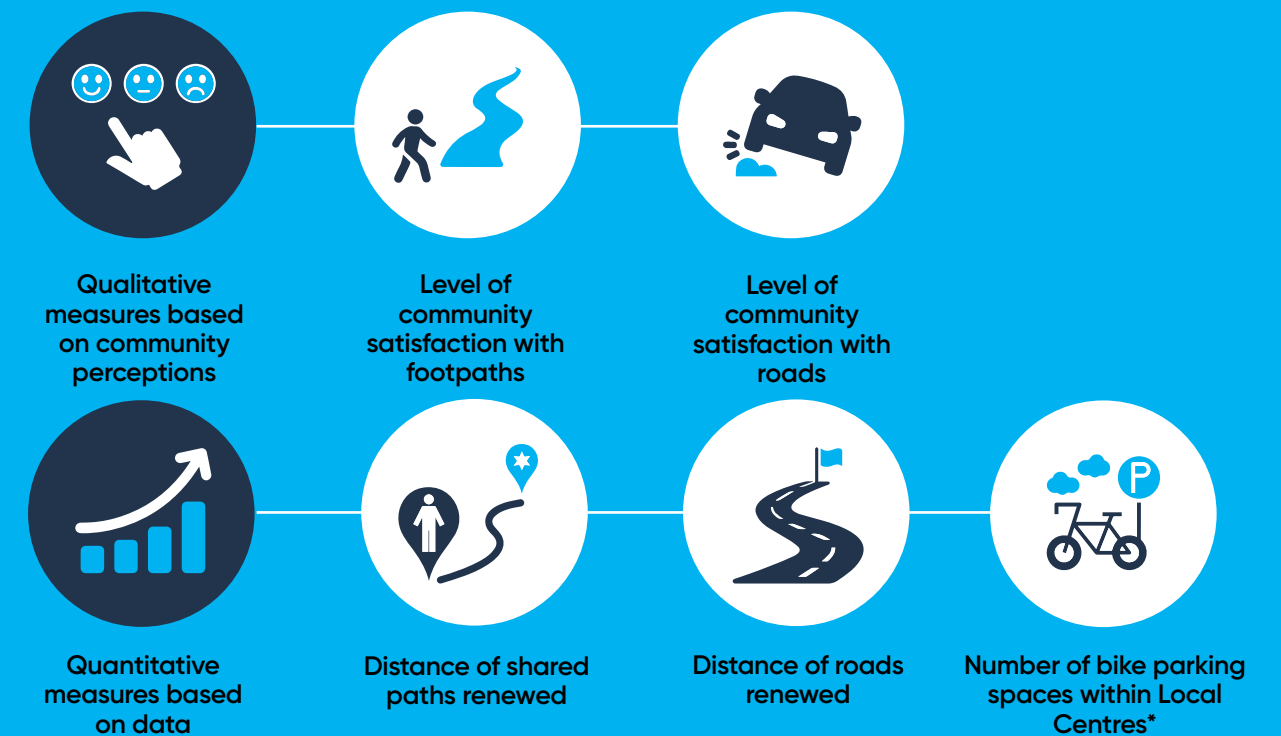 Qualitative
measures based
on community
perceptions
Level of
community
satisfaction with
footpaths
Level of
community
satisfaction with
roads
P
Quantitative
measures based
on data
Distance of shared
paths renewed
Distance of roads
renewed
Number of bike parking
spaces within Local
Centres*